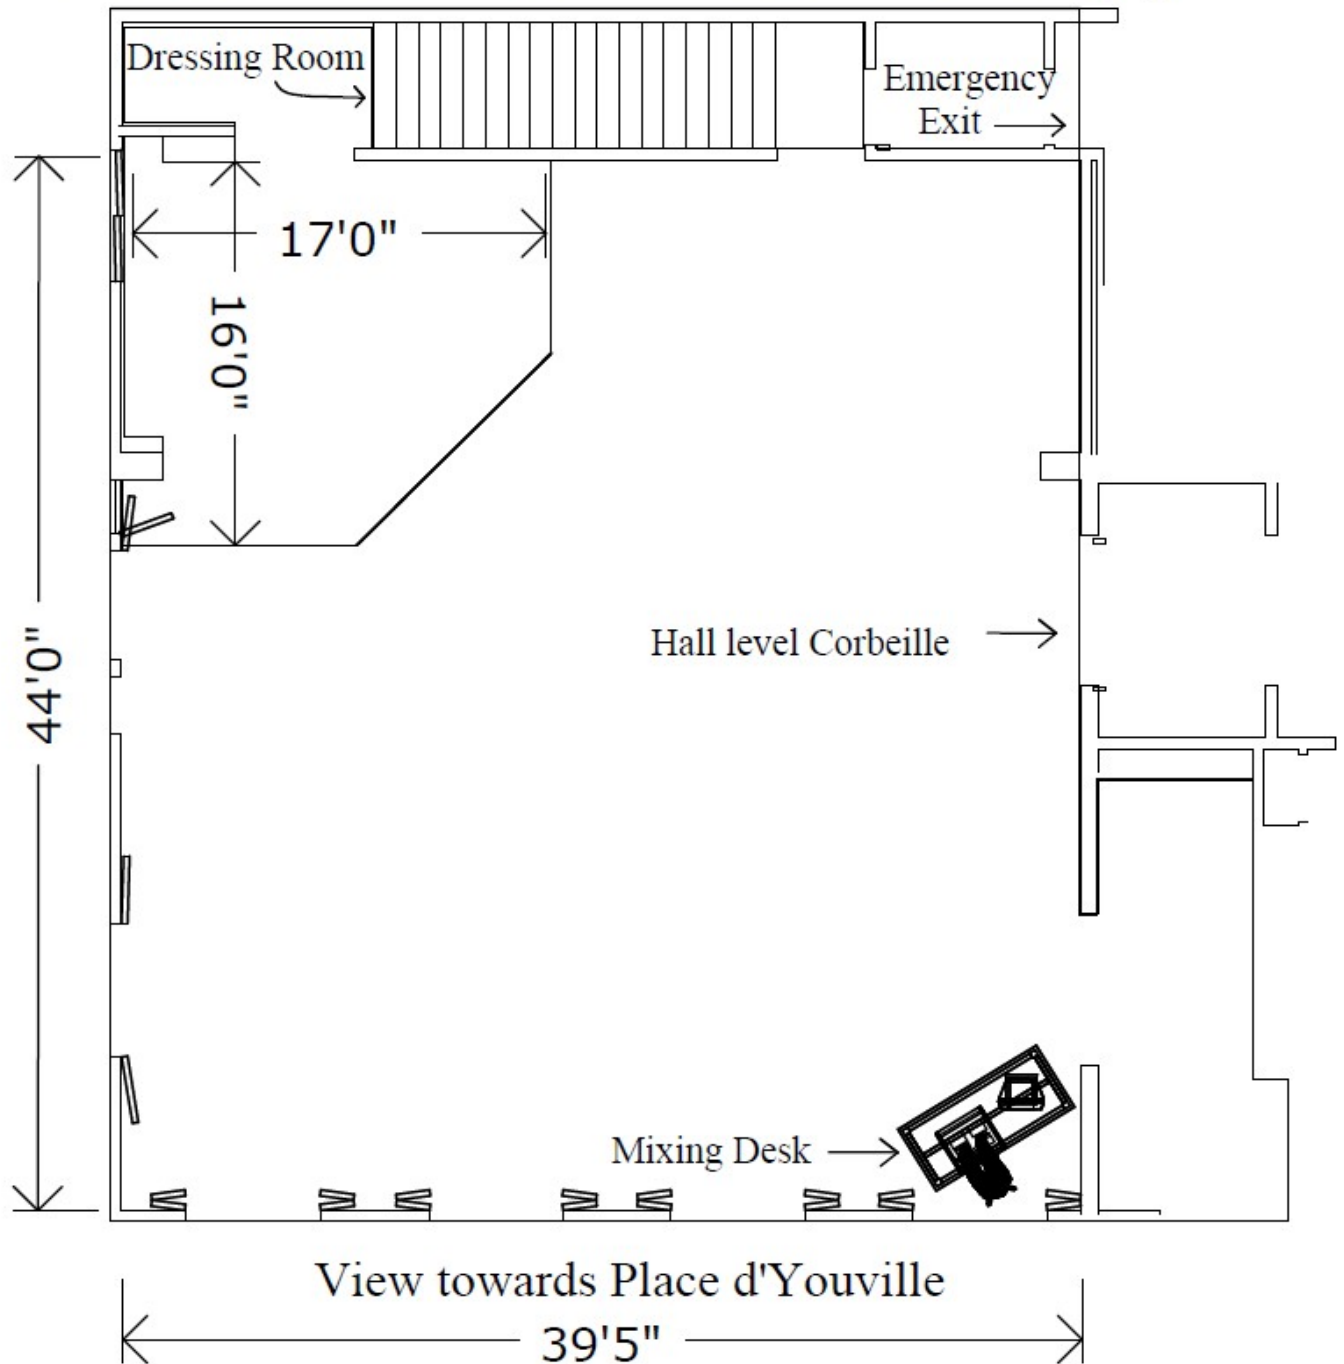 Dressing Room
Emergency
Exit
17'0"
16'0"
44'0"
Hall level Corbeille
Mixing Desk
View towards Place d'Youville
39'5"